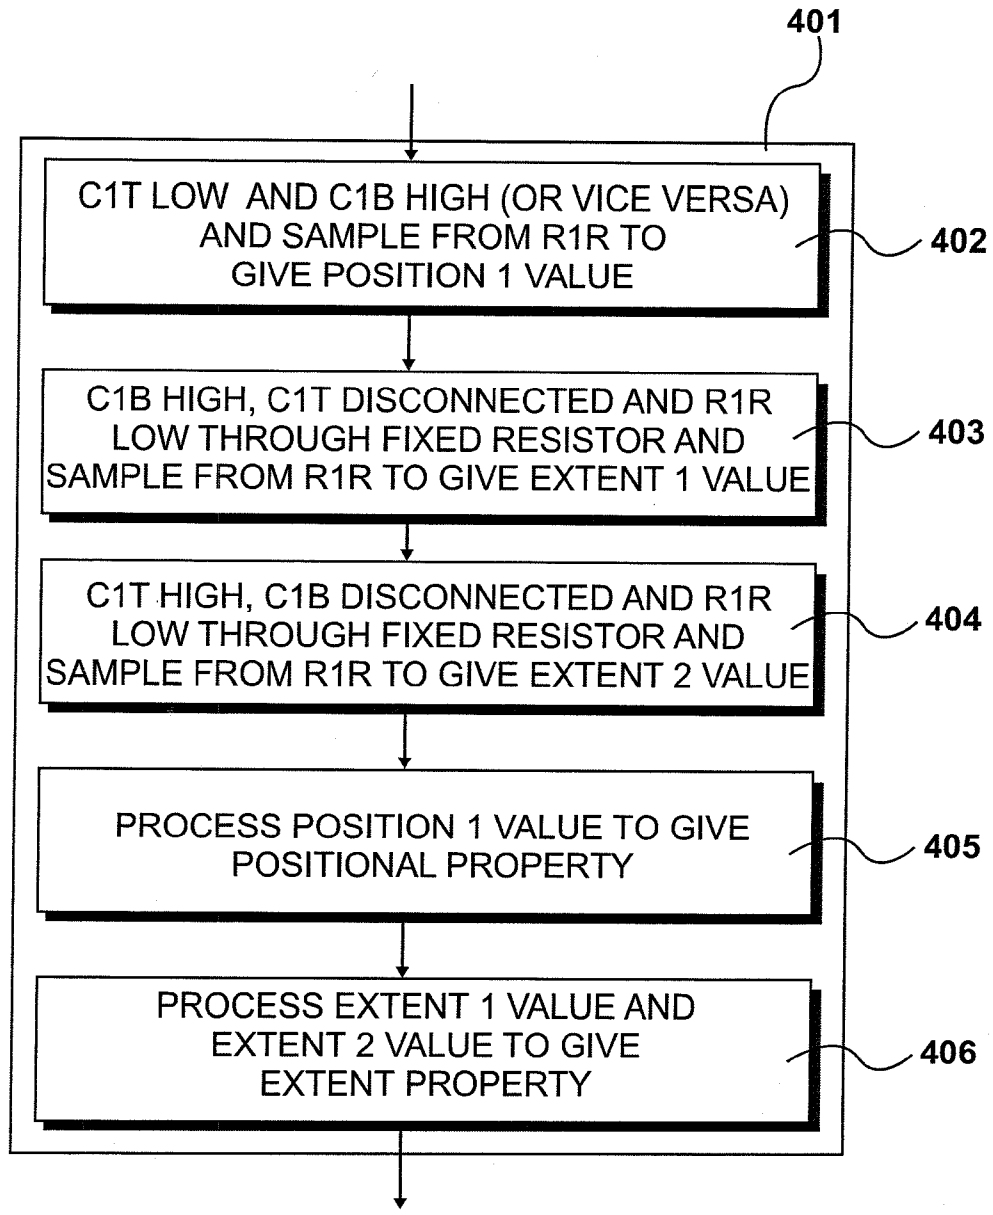 401
C1T LOW AND C1B HIGH (OR VICE VERSA)
AND SAMPLE FROM R1R TO
GIVE POSITION 1 VALUE
402
C1B HIGH, C1T DISCONNECTED AND R1R
LOW THROUGH FIXED RESISTOR AND
SAMPLE FROM R1R TO GIVE EXTENT 1 VALUE
403
C1T HIGH, C1B DISCONNECTED AND R1R
LOW THROUGH FIXED RESISTOR AND
SAMPLE FROM R1R TO GIVE EXTENT 2 VALUE
404
PROCESS POSITION 1 VALUE TO GIVE
POSITIONAL PROPERTY
405
PROCESS EXTENT 1 VALUE AND
EXTENT 2 VALUE TO GIVE
EXTENT PROPERTY
406